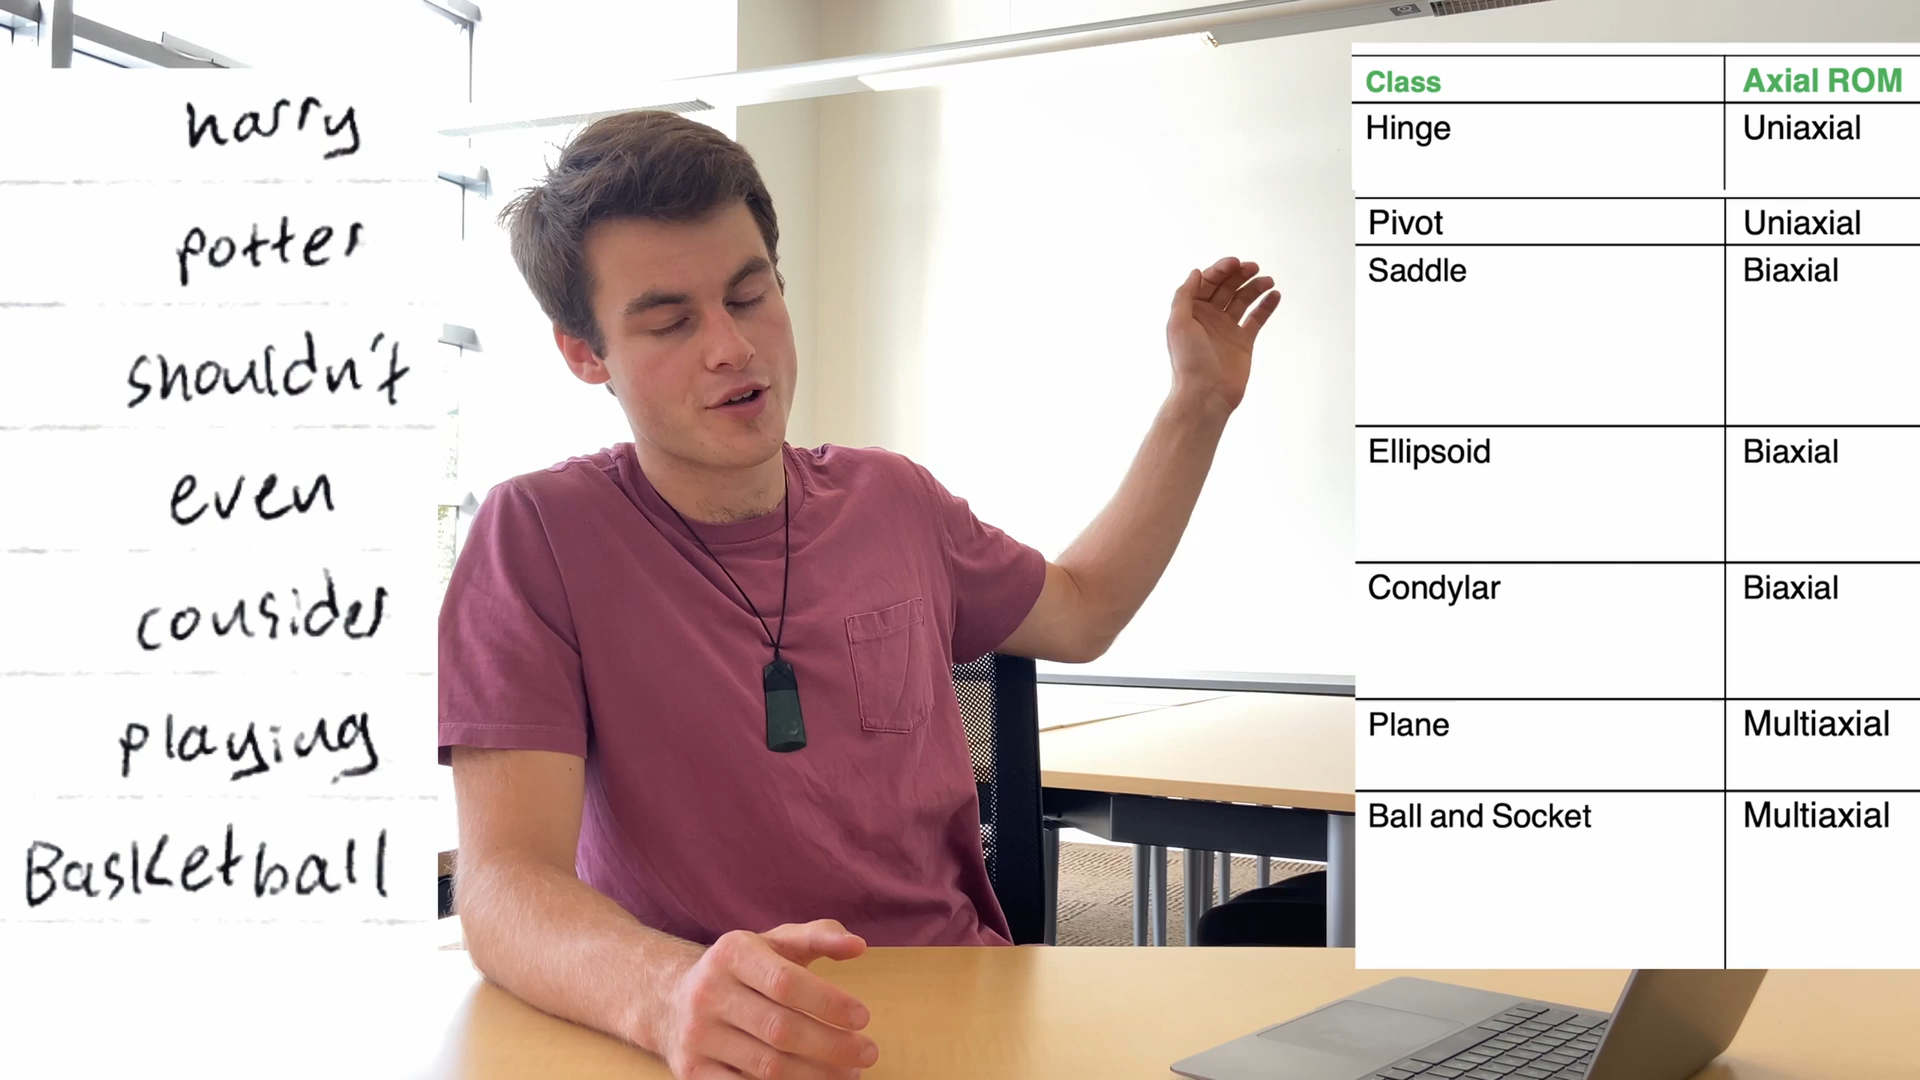 harry
potter
shouldn't
even
consider
playing
Basketball
Class Axial ROM
Hinge Uniaxial
Pivot Uniaxial
Saddle Biaxial
Ellipsoid Biaxial
Condylar Biaxial
Plane Multiaxial
Ball and Socket Multiaxial